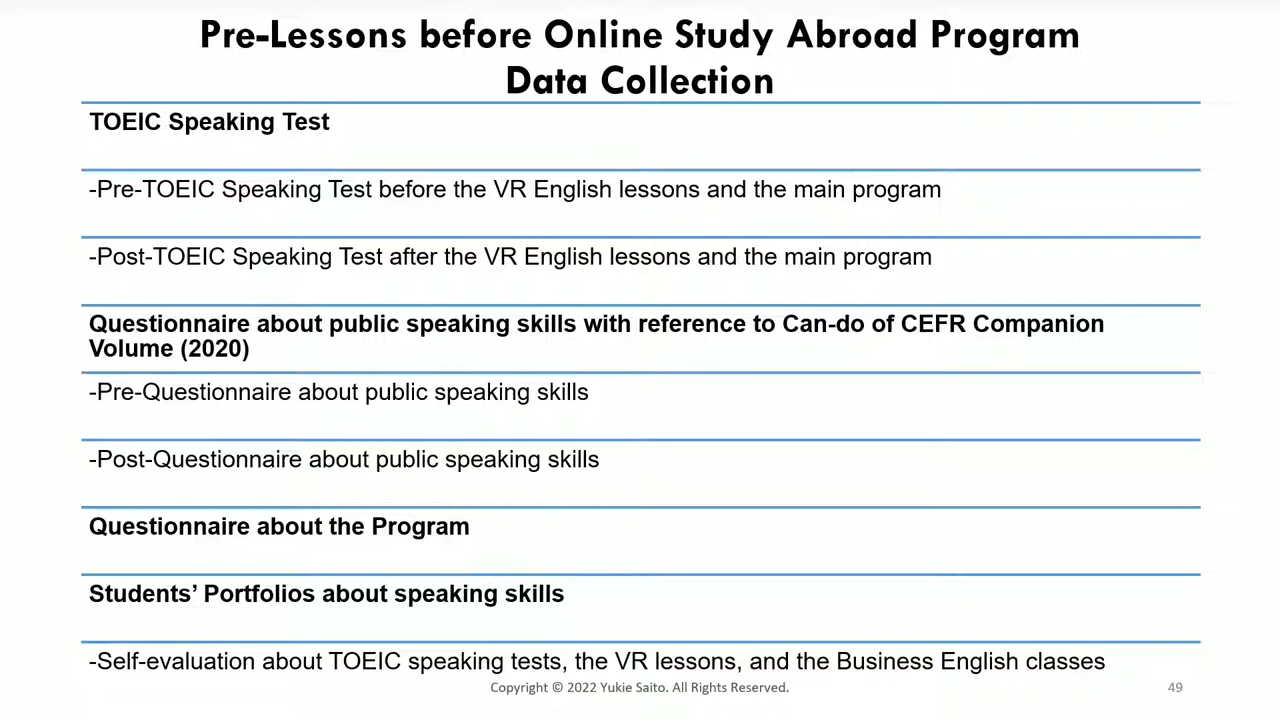 Pre-Lessons before Online Study Abroad Program
Data Collection
TOEIC Speaking Test
-Pre-TOEIC Speaking Test before the VR English lessons and the main program
-Post-TOEIC Speaking Test after the VR English lessons and the main program
Questionnaire about public speaking skills with reference to Can-do of CEFR Companion
Volume (2020)
-Pre-Questionnaire about public speaking skills
-Post-Questionnaire about public speaking skills
Questionnaire about the Program
Students’ Portfolios about speaking skills
-Self-evaluation about TOEIC speaking tests, the VR lessons, and the Business English classes
Copyright © 2022 Yukie Saito. All Rights Reserved.
49